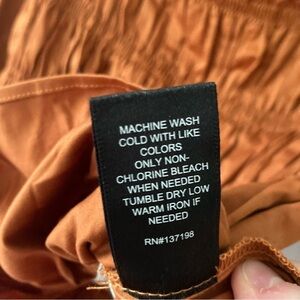 MACHINE WASH
COLD WITH LIKE
COLORS
ONLY NON-
CHLORINE BLEACH
WHEN NEEDED
TUMBLE DRY LOW
WARM IRON IF
NEEDED
RN#137198